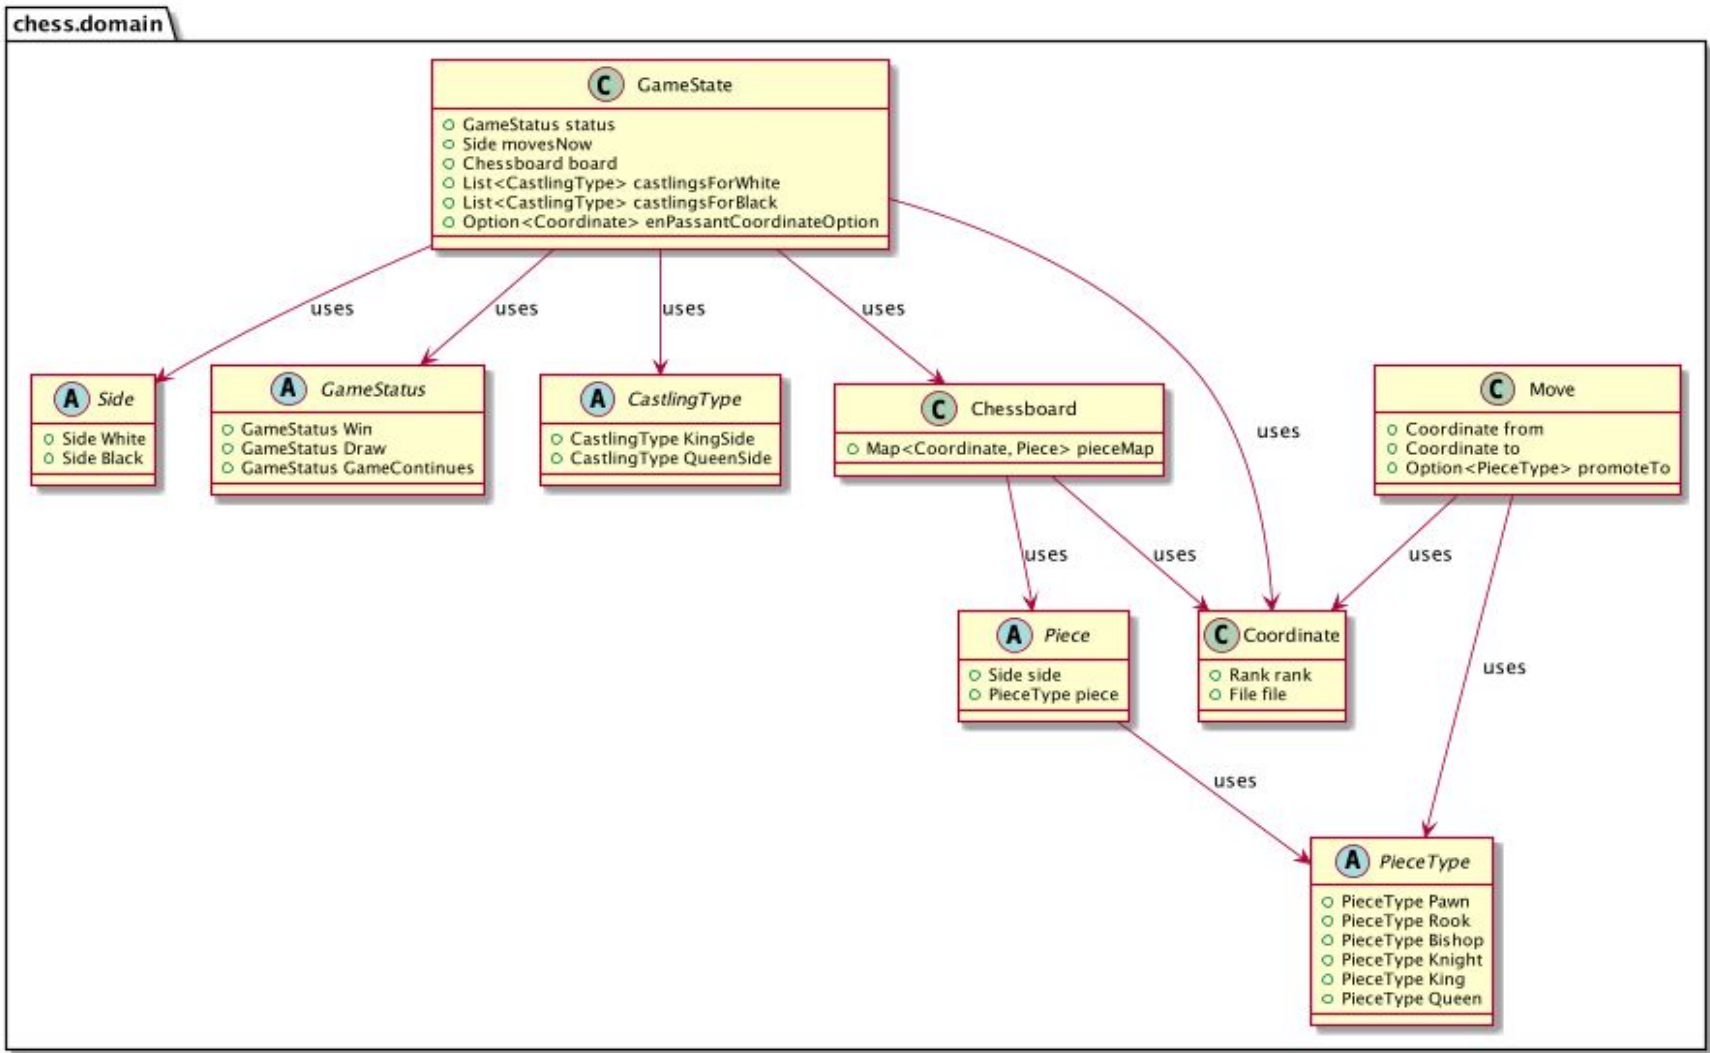 chess.domain
C GameState
GameStatus status
Side movesNow
Chessboard board
List<CastlingType> castlingsForWhite
List<CastlingType> castlingsForBlack
Option<Coordinate> enPassantCoordinateOption
uses
uses
uses
uses
uses
A Side
Side White
Side Black
A GameStatus
GameStatus Win
GameStatus Draw
GameStatus GameContinues
A CastlingType
CastlingType KingSide
CastlingType QueenSide
C Chessboard
Map<Coordinate, Piece> pieceMap
C Move
Coordinate from
Coordinate to
Option<PieceType> promoteTo
uses
uses
uses
uses
A Piece
Side side
PieceType piece
C Coordinate
Rank rank
File file
uses
A PieceType
PieceType Pawn
PieceType Rook
PieceType Bishop
PieceType Knight
PieceType King
PieceType Queen